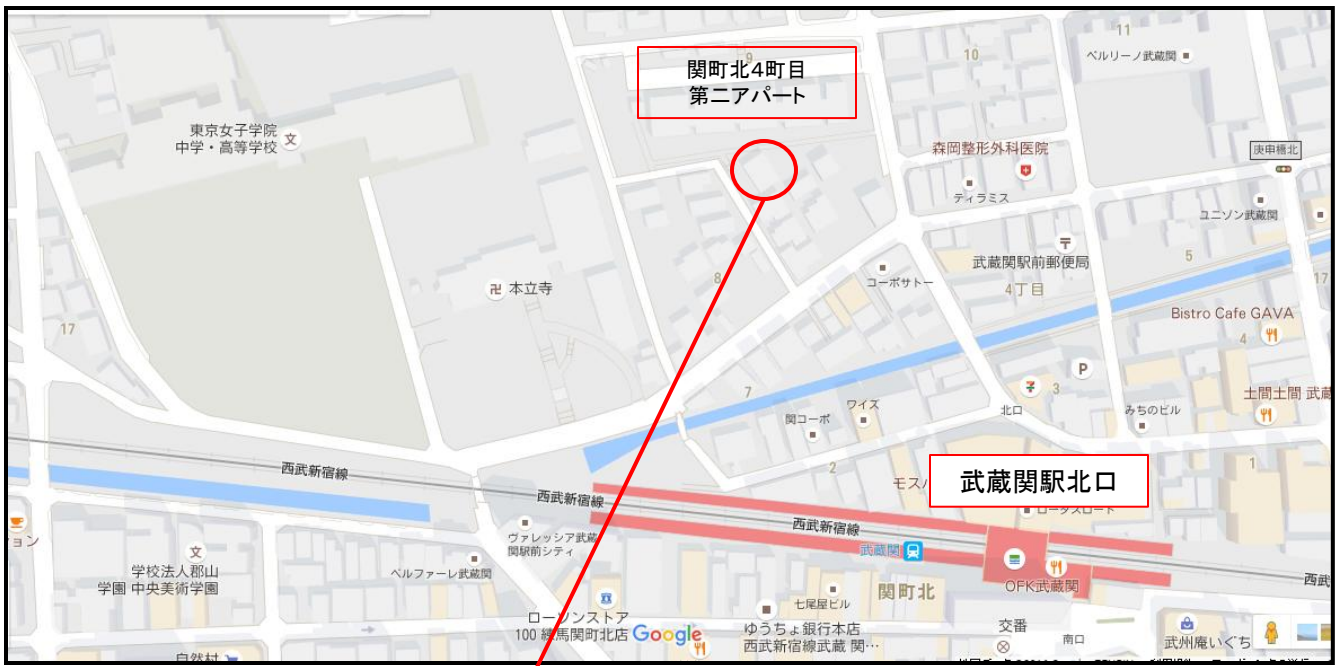 関町北4町目
第二アパート
9
10
11
ベルリーノ武蔵関
東京女子学院
中学・高等学校
森岡整形外科医院
庚申橋北
ティラミス
ユニゾン武蔵関
武蔵関駅前郵便局
4丁目
5
17
コーポサトー
8
本立寺
Bistro Cafe GAVA
4
17
7
P
3
土間土間 武蔵
北口
みちのビル
ワイズ
関コーポ
2
1
モスバ
武蔵関駅北口
ロータスロード
西武新宿線
西武新宿線
西武新宿線
西武
ヴァレッシア武蔵
関駅前シティ
武蔵関
OFK武蔵関
ョン
学校法人郡山
学園 中央美術学園
ベルファーレ武蔵関
関町北
七尾屋ビル
ローソンストア
100 練馬関町北店
Google
ゆうちょ銀行本店
西武新宿線武蔵 関…
交番
南口
武州庵いぐち
自然村